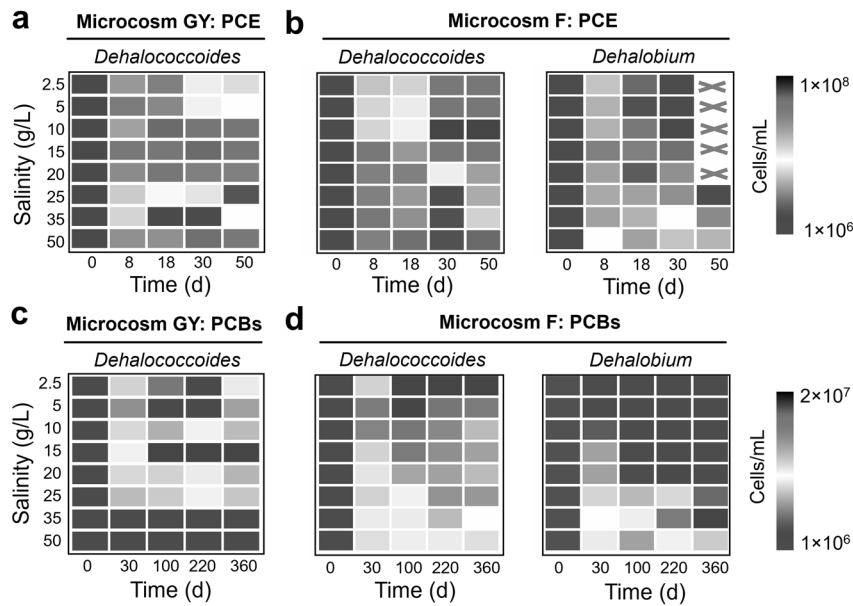 a
Microcosm GY: PCE
Dehalococcoides
Salinity (g/L)
2.5
5
10
15
20
25
35
50
0 8 18 30 50
Time (d)
b
Microcosm F: PCE
Dehalococcoides
0 8 18 30 50
Time (d)
Dehalobium
0 8 18 30 50
Time (d)
1×10⁸
Cells/mL
1×10⁶
c
Microcosm GY: PCBs
Dehalococcoides
Salinity (g/L)
2.5
5
10
15
20
25
35
50
0 30 100 220 360
Time (d)
d
Microcosm F: PCBs
Dehalococcoides
0 30 100 220 360
Time (d)
Dehalobium
0 30 100 220 360
Time (d)
2×10⁷
Cells/mL
1×10⁶